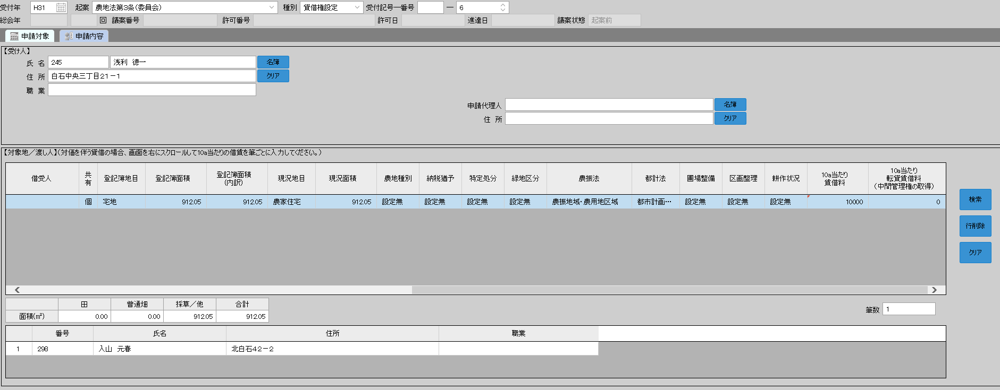 受付年 H31 起案 農地法第3条(委員会) 種別 貸借権設定 受付記号ー番号 ー 6
総会年 回 議案番号 許可番号 許可日 進達日 議案状態 起案前
申請対象 申請内容
【受け人】
氏 名 245 浅利 徳一 名簿
住 所 白石中央三丁目21-1 クリア
職 業
申請代理人 名簿
住 所 クリア
【対象地/渡し人】(対価を伴う貸借の場合、画面を右にスクロールして10a当たりの借賃を筆ごとに入力してください。)
借受人 共有 登記簿地目 登記簿面積 登記簿面積(内訳) 現況地目 現況面積 農地種別 納税猶予 特定処分 緑地区分 農振法 都計法 圃場整備 区画整理 耕作状況 10a当たり賃借料 10a当たり転貸賃借料(中間管理権の取得)
個 宅地 912.05 912.05 農家住宅 912.05 設定無 設定無 設定無 設定無 農振地域・農用地区域 都市計画… 設定無 設定無 設定無 10000 0
検索
行削除
クリア
田 普通畑 採草/他 合計
面積(㎡) 0.00 0.00 912.05 912.05
筆数 1
番号 氏名 住所 職業
1 298 入山 元春 北白石42-2